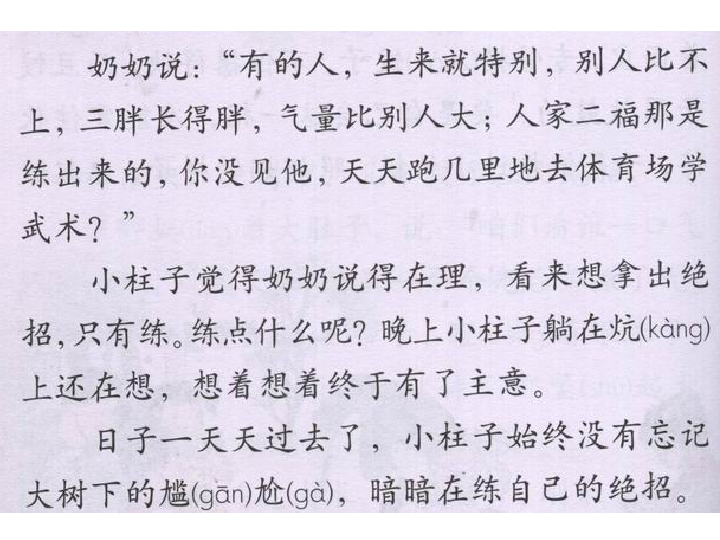 奶奶说：“有的人，生来就特别，别人比不
上，三胖长得胖，气量比别人大；人家二福那是
练出来的，你没见他，天天跑几里地去体育场学
武术？”
小柱子觉得奶奶说得在理，看来想拿出绝
招，只有练。练点什么呢？晚上小柱子躺在炕(kàng)
上还在想，想着想着终于有了主意。
日子一天天过去了，小柱子始终没有忘记
大树下的尴(gān)尬(gà)，暗暗在练自己的绝招。